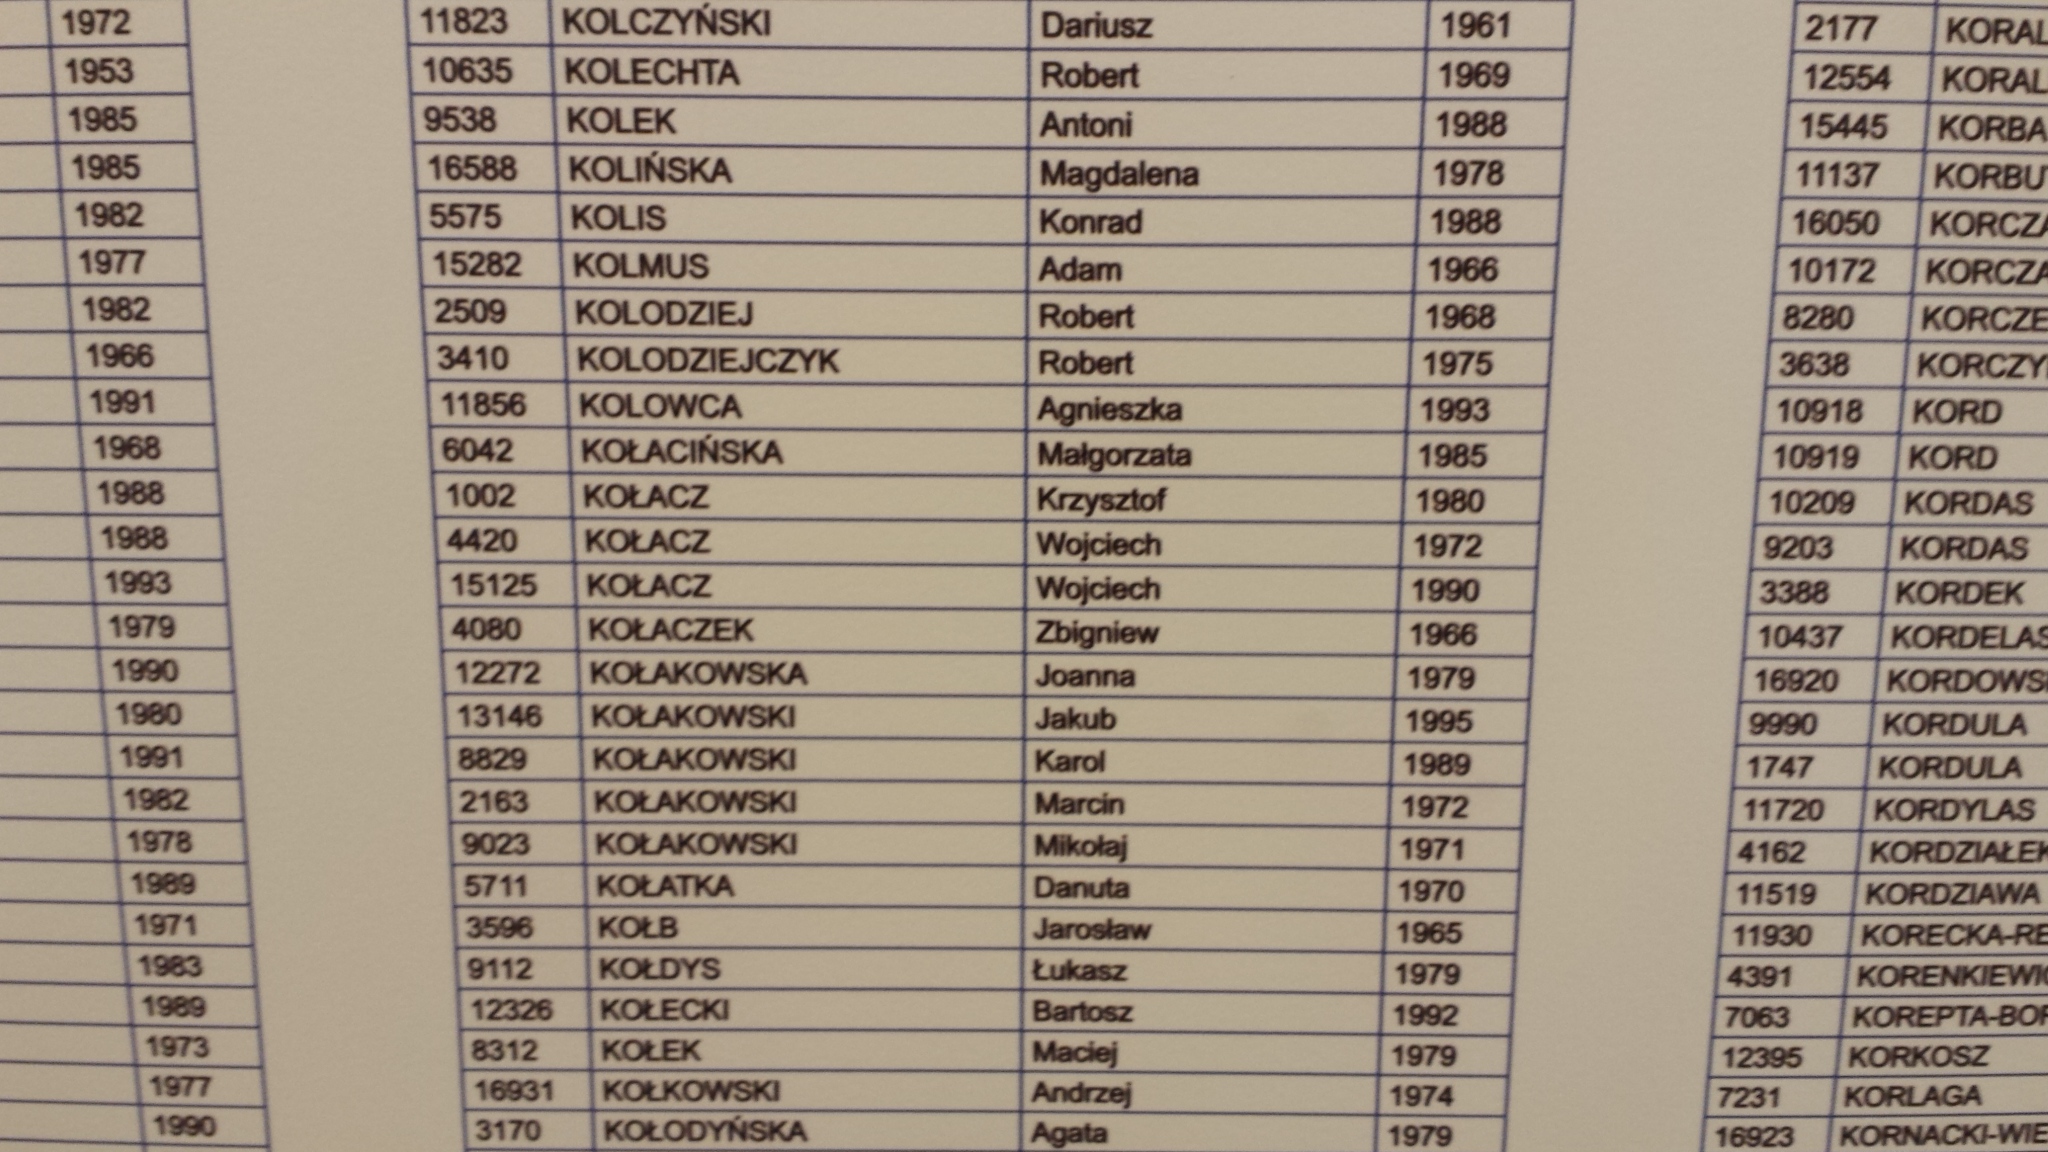 1972
1953
1985
1985
1982
1977
1982
1966
1991
1968
1988
1988
1993
1979
1990
1980
1991
1982
1978
1989
1971
1983
1989
1973
1977
1990
11823 KOLCZYŃSKI Dariusz 1961
10635 KOLECHTA Robert 1969
9538 KOLEK Antoni 1988
16588 KOLIŃSKA Magdalena 1978
5575 KOLIS Konrad 1988
15282 KOLMUS Adam 1966
2509 KOLODZIEJ Robert 1968
3410 KOLODZIEJCZYK Robert 1975
11856 KOLOWCA Agnieszka 1993
6042 KOŁACIŃSKA Małgorzata 1985
1002 KOŁACZ Krzysztof 1980
4420 KOŁACZ Wojciech 1972
15125 KOŁACZ Wojciech 1990
4080 KOŁACZEK Zbigniew 1966
12272 KOŁAKOWSKA Joanna 1979
13146 KOŁAKOWSKI Jakub 1995
8829 KOŁAKOWSKI Karol 1989
2163 KOŁAKOWSKI Marcin 1972
9023 KOŁAKOWSKI Mikołaj 1971
5711 KOŁATKA Danuta 1970
3596 KOŁB Jarosław 1965
9112 KOŁDYS Łukasz 1979
12326 KOŁECKI Bartosz 1992
8312 KOŁEK Maciej 1979
16931 KOŁKOWSKI Andrzej 1974
3170 KOŁODYŃSKA Agata 1979
2177 KORAL
12554 KORAL
15445 KORBA
11137 KORBU
16050 KORCZA
10172 KORCZA
8280 KORCZE
3638 KORCZY
10918 KORD
10919 KORD
10209 KORDAS
9203 KORDAS
3388 KORDEK
10437 KORDELAS
16920 KORDOWS
9990 KORDULA
1747 KORDULA
11720 KORDYLAS
4162 KORDZIAŁEK
11519 KORDZIAWA
11930 KORECKA-RE
4391 KORENKIEWIC
7063 KOREPTA-BOR
12395 KORKOSZ
7231 KORLAGA
16923 KORNACKI-WIE